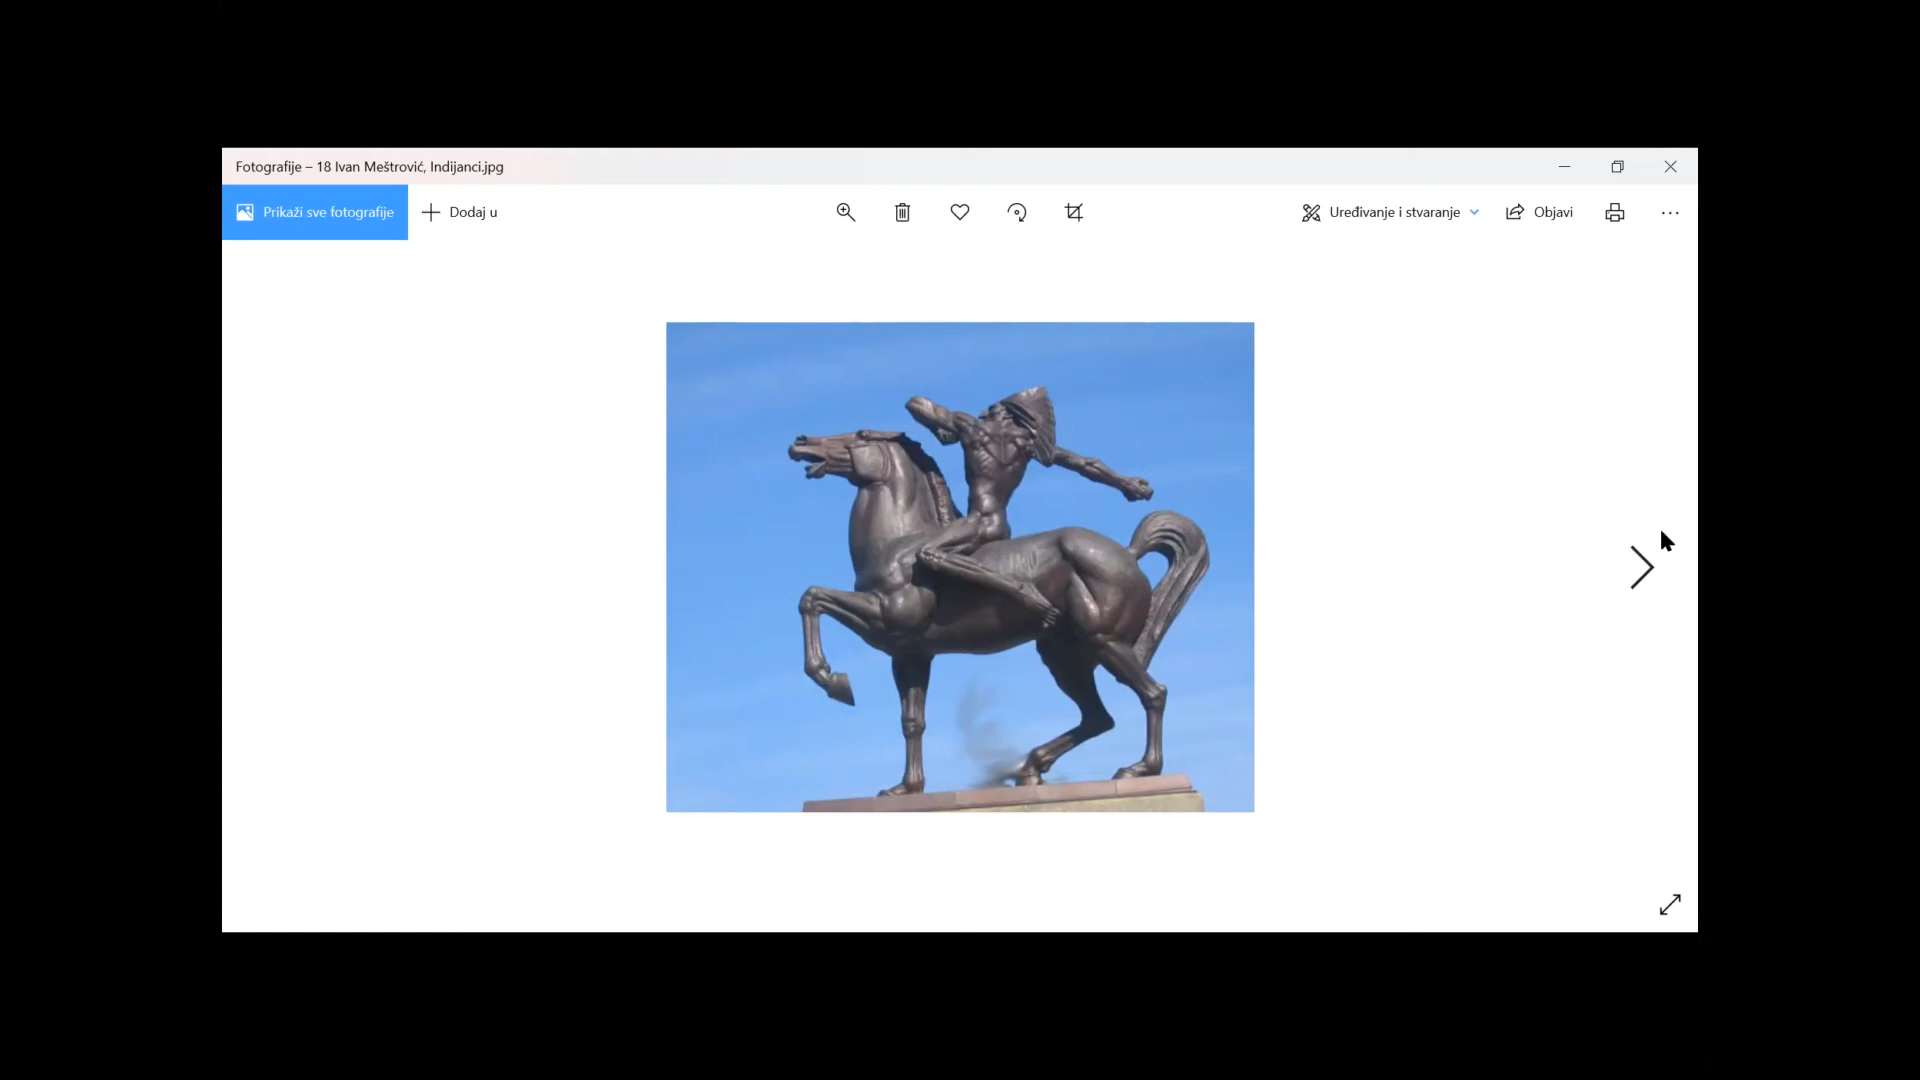 Fotografije – 18 Ivan Meštrović, Indijanci.jpg
Prikaži sve fotografije
Dodaj u
Uređivanje i stvaranje
Objavi